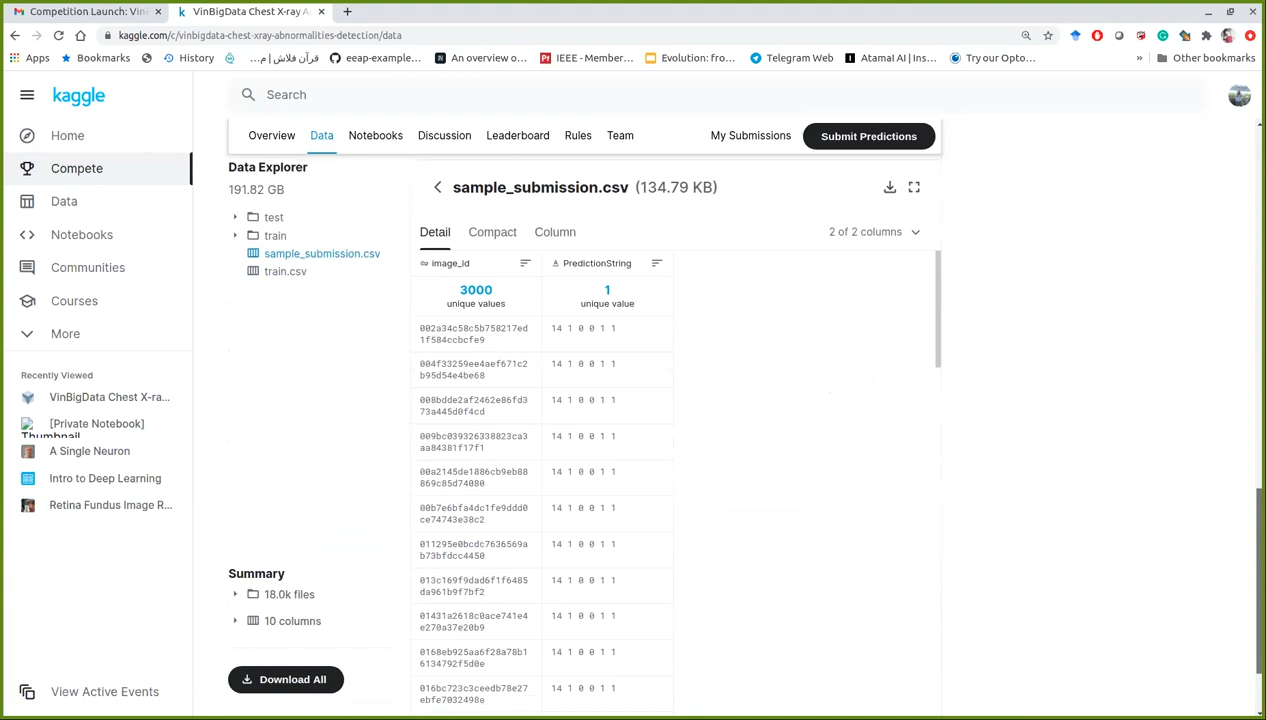 Competition Launch: Vin
VinBigData Chest X-ray A
kaggle.com/c/vinbigdata-chest-xray-abnormalities-detection/data
Apps
Bookmarks
History
قرآن فلاش | م...
eeap-example...
An overview o...
IEEE - Member...
Evolution: fro...
Telegram Web
AtamaI AI | Ins...
Try our Opto...
»
Other bookmarks
kaggle
Search
Home
Compete
Data
Notebooks
Communities
Courses
More
Recently Viewed
VinBigData Chest X-ra...
[Private Notebook]
Thumbnail
A Single Neuron
Intro to Deep Learning
Retina Fundus Image R...
View Active Events
Overview Data Notebooks Discussion Leaderboard Rules Team My Submissions Submit Predictions
Data Explorer
191.82 GB
test
train
sample_submission.csv
train.csv
Summary
18.0k files
10 columns
Download All
sample_submission.csv (134.79 KB)
Detail Compact Column 2 of 2 columns
image_id PredictionString
3000 1
unique values unique value
002a34c58c5b758217ed 14 1 0 0 1 1
1f584ccbcfe9
004f33259ee4aef671c2 14 1 0 0 1 1
b95d54e4be68
008bdde2af2462e86fd3 14 1 0 0 1 1
73a445d0f4cd
009bc039326338823ca3 14 1 0 0 1 1
aa84381f17f1
00a2145de1886cb9eb88 14 1 0 0 1 1
869c85d74080
00b7e6bfa4dc1fe9ddd0 14 1 0 0 1 1
ce74743e38c2
011295e0bcdc7636569a 14 1 0 0 1 1
b73bfdcc4450
013c169f9dad6f1f6485 14 1 0 0 1 1
da961b9f7bf2
01431a2618c0ace741e4 14 1 0 0 1 1
e270a37e20b9
0168eb925aa6f28a78b1 14 1 0 0 1 1
6134792f5d0e
016bc723c3ceedb78e27 14 1 0 0 1 1
ebfe7032498e